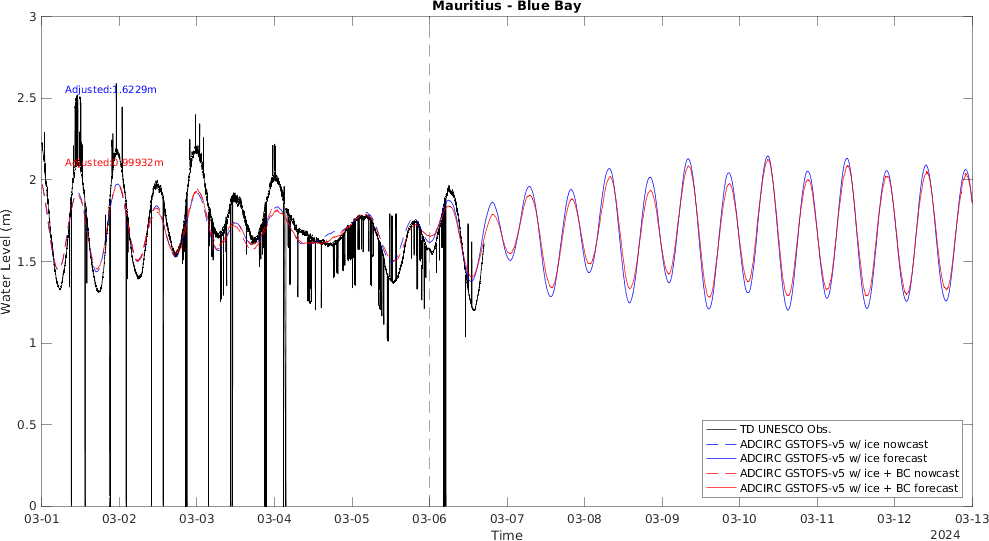 Mauritius - Blue Bay
3
2.5
2
1.5
1
0.5
0
Water Level (m)
Adjusted:1.6229m
Adjusted:0.99932m
TD UNESCO Obs.
ADCIRC GSTOFS-v5 w/ ice nowcast
ADCIRC GSTOFS-v5 w/ ice forecast
ADCIRC GSTOFS-v5 w/ ice + BC nowcast
ADCIRC GSTOFS-v5 w/ ice + BC forecast
03-01 03-02 03-03 03-04 03-05 03-06 03-07 03-08 03-09 03-10 03-11 03-12 03-13
Time
2024